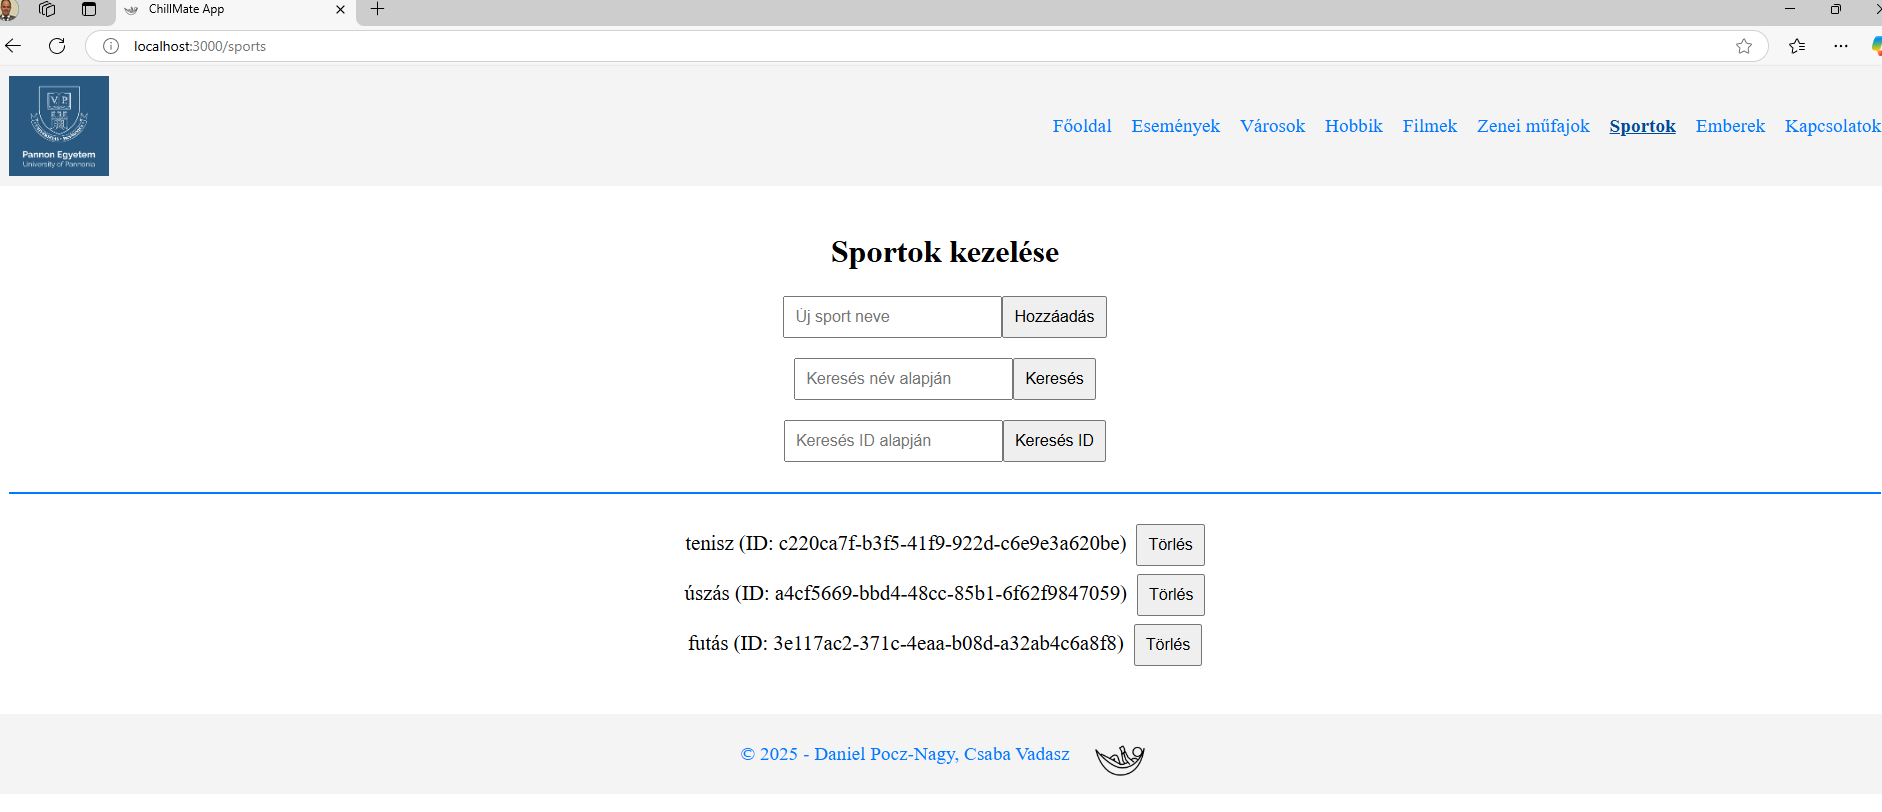 ChillMate App
localhost:3000/sports
VP
Pannon Egyetem
University of Pannonia
Főoldal Események Városok Hobbik Filmek Zenei műfajok Sportok Emberek Kapcsolatok
Sportok kezelése
Új sport neve Hozzáadás
Keresés név alapján Keresés
Keresés ID alapján Keresés ID
tenisz (ID: c220ca7f-b3f5-41f9-922d-c6e9e3a620be) Törlés
úszás (ID: a4cf5669-bbd4-48cc-85b1-6f62f9847059) Törlés
futás (ID: 3e117ac2-371c-4eaa-b08d-a32ab4c6a8f8) Törlés
© 2025 - Daniel Pocz-Nagy, Csaba Vadasz